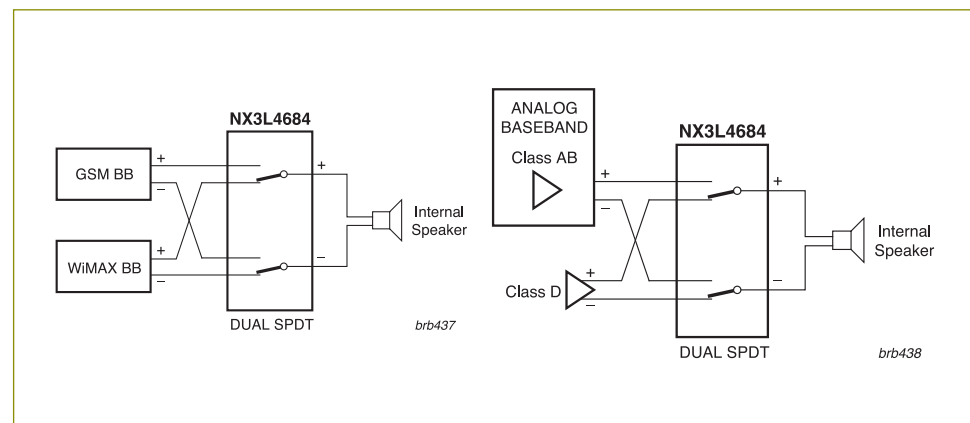 NX3L4684
GSM BB
+
–
WiMAX BB
+
–
+
–
Internal
Speaker
DUAL SPDT
brb437
ANALOG
BASEBAND
Class AB
NX3L4684
+
–
Class D
+
–
+
–
Internal
Speaker
DUAL SPDT
brb438